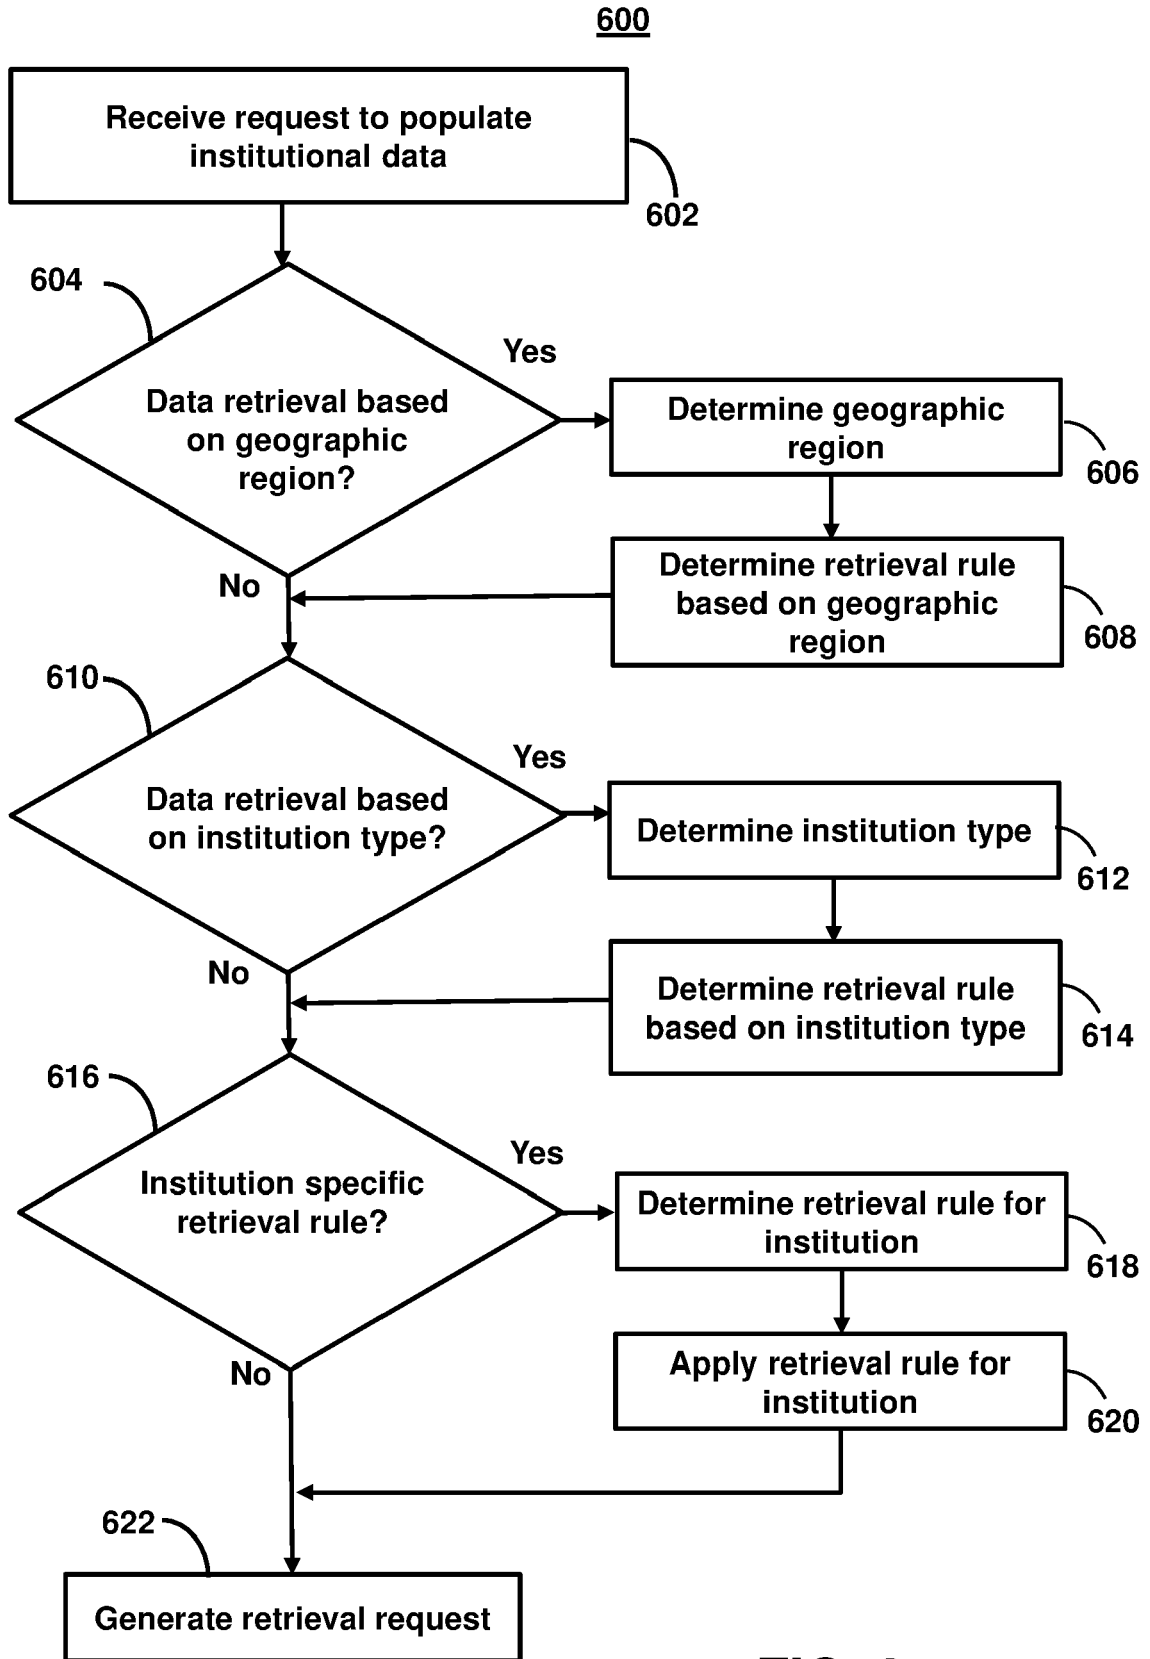 600
Receive request to populate
institutional data
602
604
Yes
Data retrieval based
on geographic
region?
Determine geographic
region
606
No
Determine retrieval rule
based on geographic
region
608
610
Yes
Data retrieval based
on institution type?
Determine institution type
612
No
Determine retrieval rule
based on institution type
614
616
Yes
Institution specific
retrieval rule?
Determine retrieval rule for
institution
618
No
Apply retrieval rule for
institution
620
622
Generate retrieval request